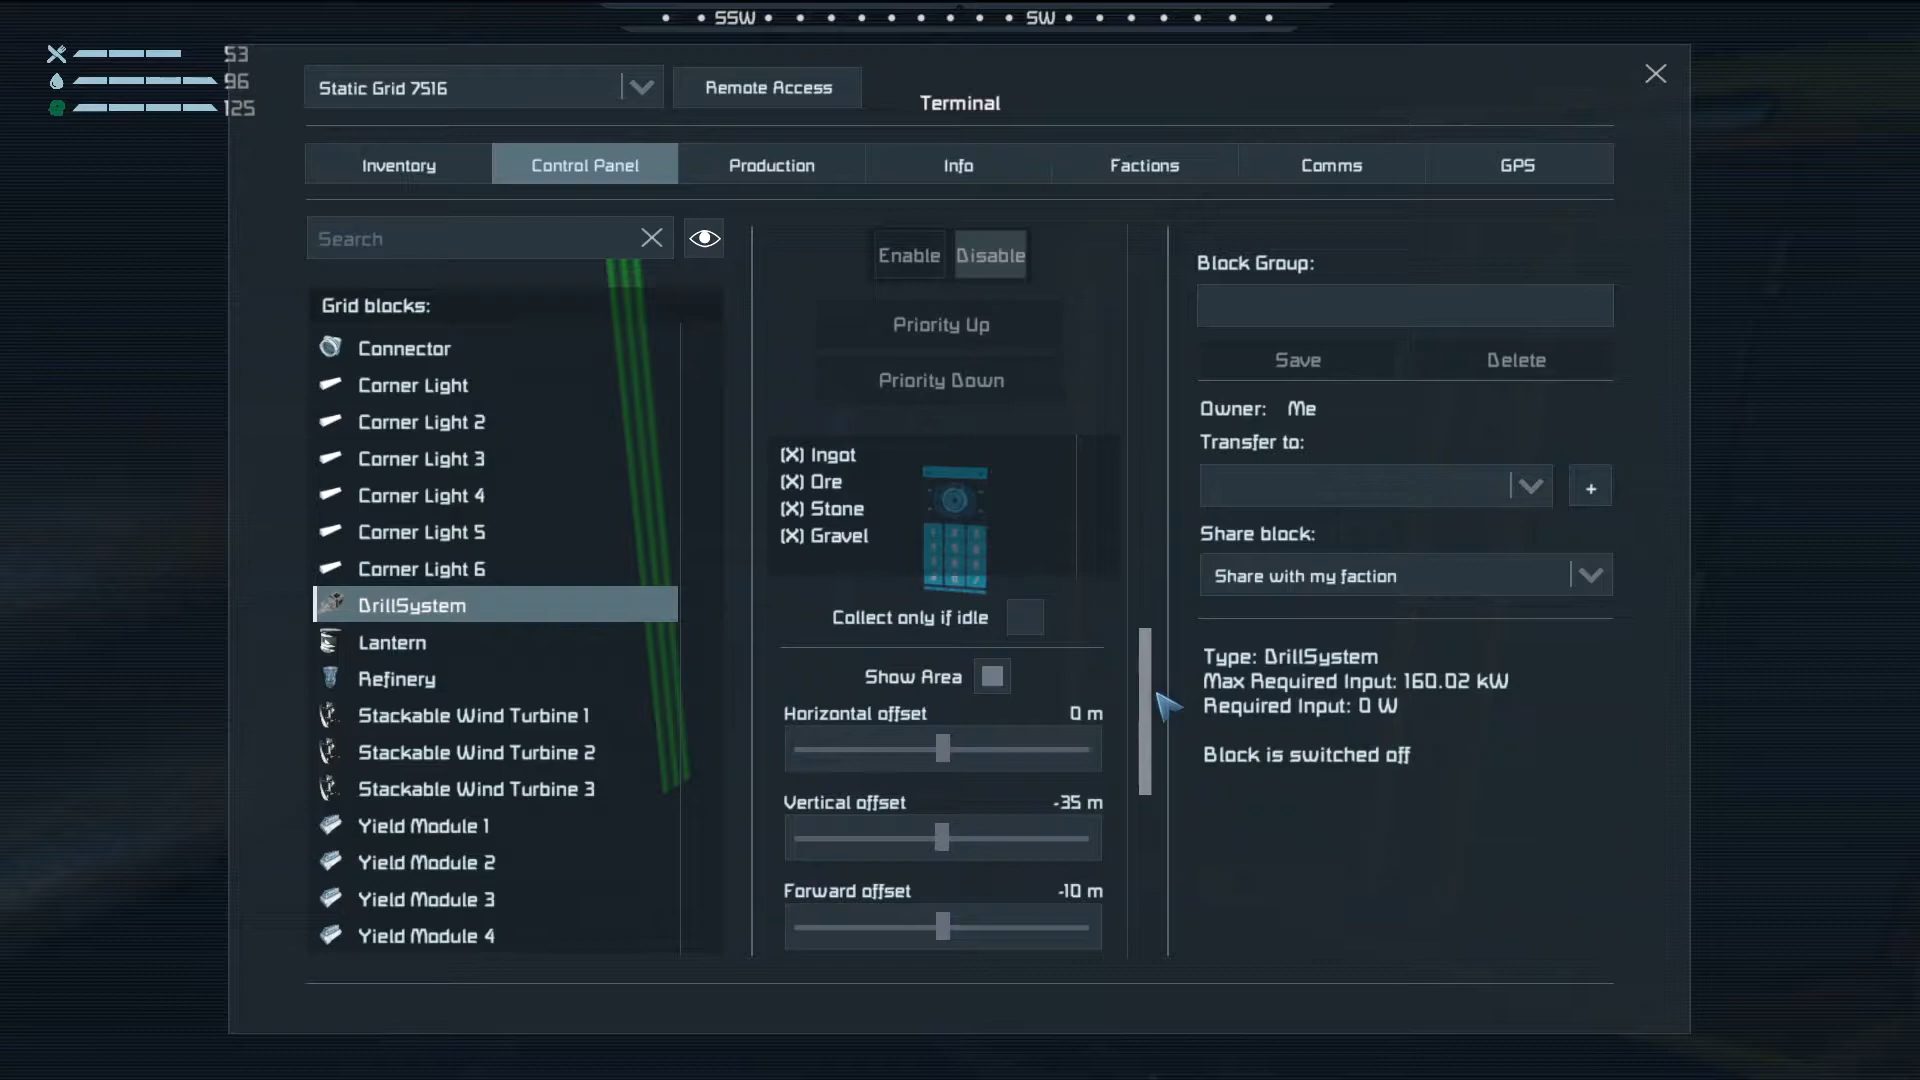 SSW
SW
53
96
125
Static Grid 7516
Remote Access
Terminal
Inventory
Control Panel
Production
Info
Factions
Comms
GPS
Search
Grid blocks:
Connector
Corner Light
Corner Light 2
Corner Light 3
Corner Light 4
Corner Light 5
Corner Light 6
DrillSystem
Lantern
Refinery
Stackable Wind Turbine 1
Stackable Wind Turbine 2
Stackable Wind Turbine 3
Yield Module 1
Yield Module 2
Yield Module 3
Yield Module 4
Enable
Disable
Priority Up
Priority Down
(X) Ingot
(X) Ore
(X) Stone
(X) Gravel
Collect only if idle
Show Area
Horizontal offset 0 m
Vertical offset -35 m
Forward offset -10 m
Block Group:
Save
Delete
Owner: Me
Transfer to:
+
Share block:
Share with my faction
Type: DrillSystem
Max Required Input: 160.02 kW
Required Input: 0 W
Block is switched off